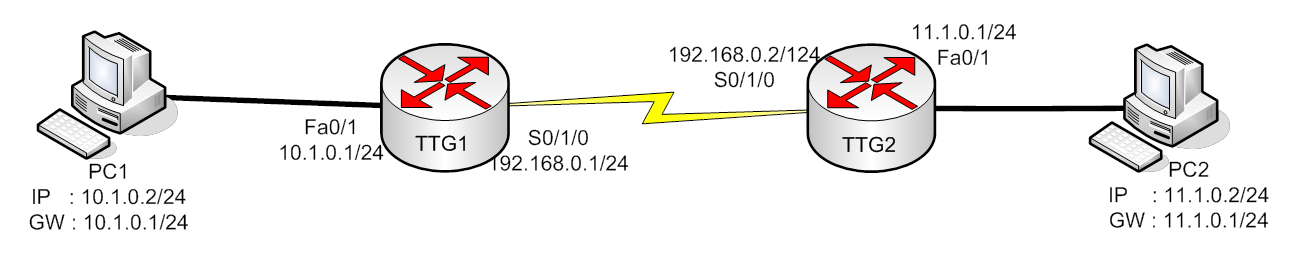 PC1
IP : 10.1.0.2/24
GW : 10.1.0.1/24
Fa0/1
10.1.0.1/24
TTG1
S0/1/0
192.168.0.1/24
192.168.0.2/124
S0/1/0
TTG2
11.1.0.1/24
Fa0/1
PC2
IP : 11.1.0.2/24
GW : 11.1.0.1/24